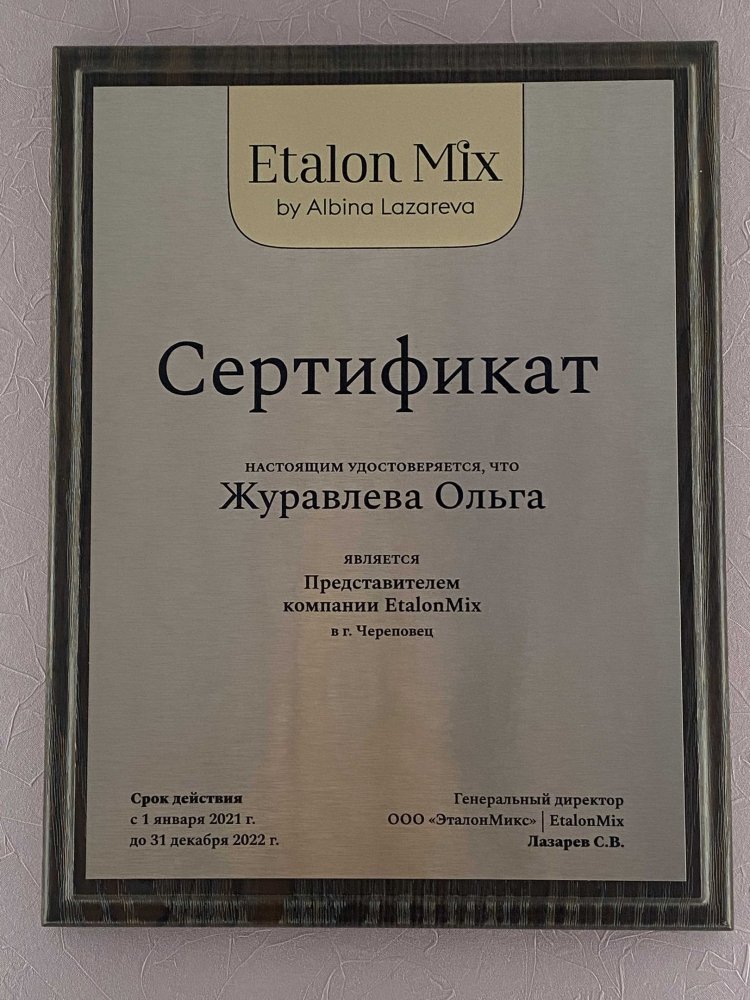 Etalon Mix
by Albina Lazareva
Сертификат
НАСТОЯЩИМ УДОСТОВЕРЯЕТСЯ, ЧТО
Журавлева Ольга
ЯВЛЯЕТСЯ
Представителем
компании EtalonMix
в г. Череповец
Срок действия
с 1 января 2021 г.
до 31 декабря 2022 г.
Генеральный директор
ООО «ЭталонМикс» | EtalonMix
Лазарев С.В.